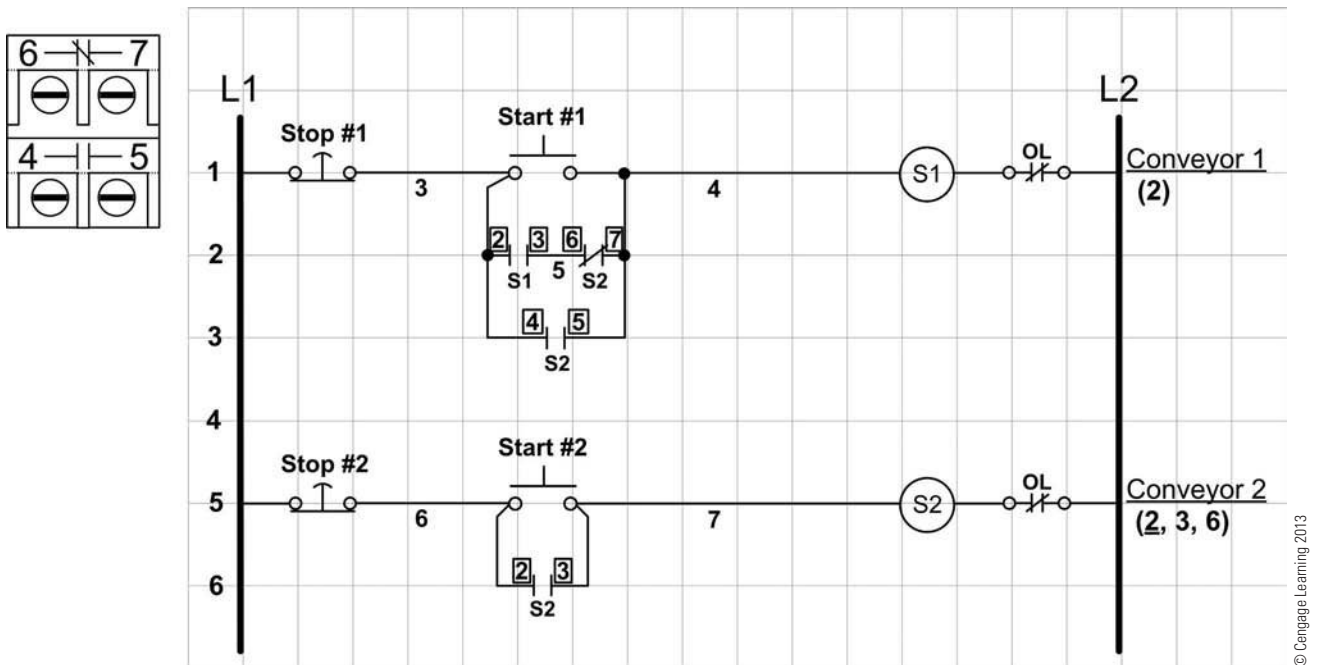 6 7
4 5
L1
L2
Stop #1
Start #1
OL
1
3
4
S1
Conveyor 1
(2)
2
2 3 6 7
S1 5 S2
3
4 5
S2
4
Stop #2
Start #2
OL
5
6
7
S2
Conveyor 2
(2, 3, 6)
6
2 3
S2
© Cengage Learning 2013